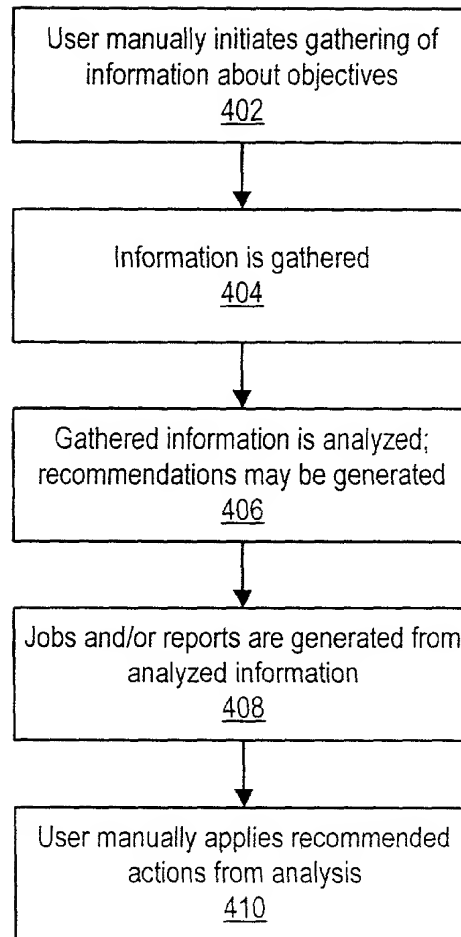 User manually initiates gathering of
information about objectives
402
Information is gathered
404
Gathered information is analyzed;
recommendations may be generated
406
Jobs and/or reports are generated from
analyzed information
408
User manually applies recommended
actions from analysis
410